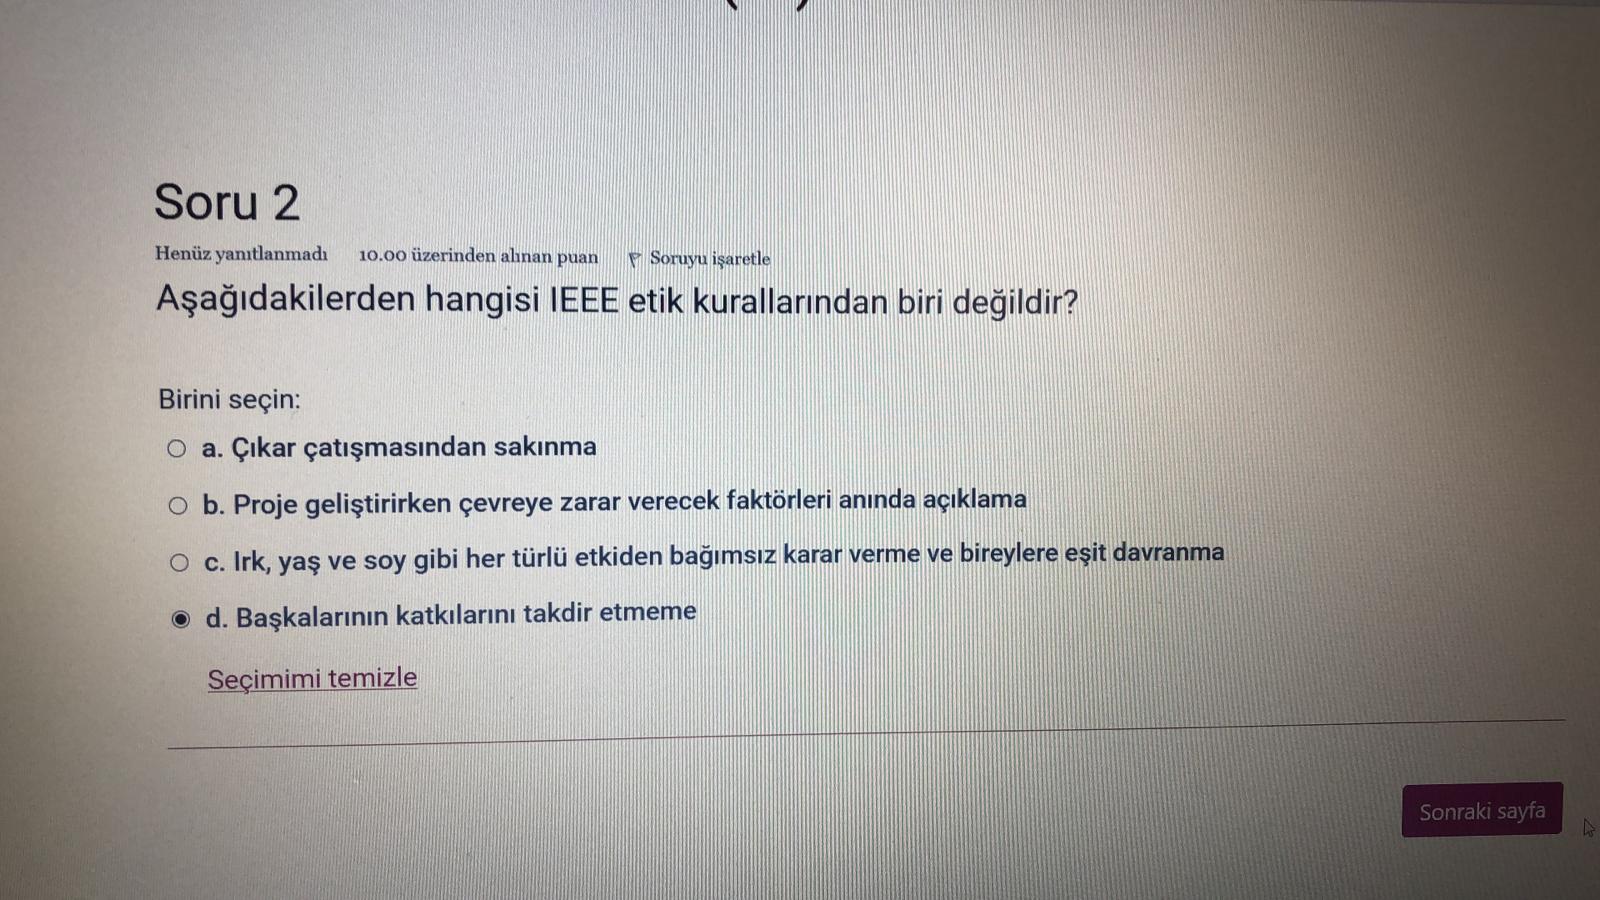 Soru 2
Henüz yanıtlanmadı 10.00 üzerinden alınan puan Soruyu işaretle
Aşağıdakilerden hangisi IEEE etik kurallarından biri değildir?
Birini seçin:
a. Çıkar çatışmasından sakınma
b. Proje geliştirirken çevreye zarar verecek faktörleri anında açıklama
c. Irk, yaş ve soy gibi her türlü etkiden bağımsız karar verme ve bireylere eşit davranma
d. Başkalarının katkılarını takdir etmeme
Seçimimi temizle
Sonraki sayfa